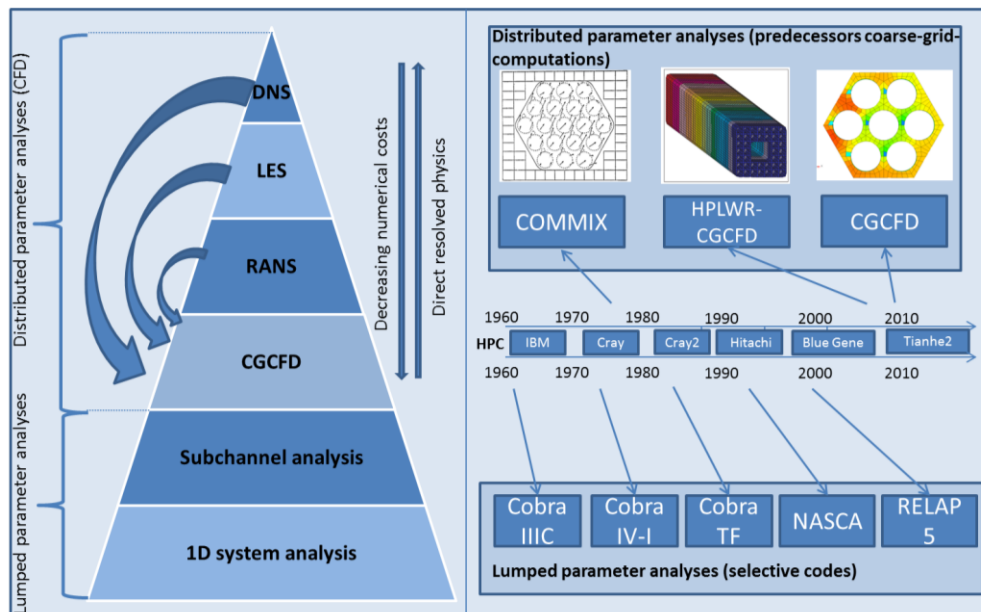 Distributed parameter analyses (CFD)
Lumped parameter analyses
DNS
LES
RANS
CGCFD
Subchannel analysis
1D system analysis
Decreasing numerical costs
Direct resolved physics
Distributed parameter analyses (predecessors coarse-grid-
computations)
COMMIX
HPLWR-
CGCFD
CGCFD
1960 1970 1980 1990 2000 2010
HPC IBM Cray Cray2 Hitachi Blue Gene Tianhe2
1960 1970 1980 1990 2000 2010
Cobra
IIIC
Cobra
IV-I
Cobra
TF
NASCA
RELAP
5
Lumped parameter analyses (selective codes)